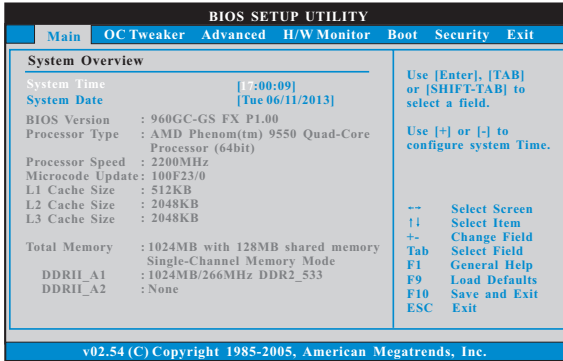 BIOS SETUP UTILITY
Main OC Tweaker Advanced H/W Monitor Boot Security Exit
System Overview
System Time [17:00:09]
System Date [Tue 06/11/2013]
BIOS Version : 960GC-GS FX P1.00
Processor Type : AMD Phenom(tm) 9550 Quad-Core
Processor (64bit)
Processor Speed : 2200MHz
Microcode Update: 100F23/0
L1 Cache Size : 512KB
L2 Cache Size : 2048KB
L3 Cache Size : 2048KB
Total Memory : 1024MB with 128MB shared memory
Single-Channel Memory Mode
DDRII_A1 : 1024MB/266MHz DDR2_533
DDRII_A2 : None
Use [Enter], [TAB]
or [SHIFT-TAB] to
select a field.
Use [+] or [-] to
configure system Time.
←→ Select Screen
↑↓ Select Item
+- Change Field
Tab Select Field
F1 General Help
F9 Load Defaults
F10 Save and Exit
ESC Exit
v02.54 (C) Copyright 1985-2005, American Megatrends, Inc.